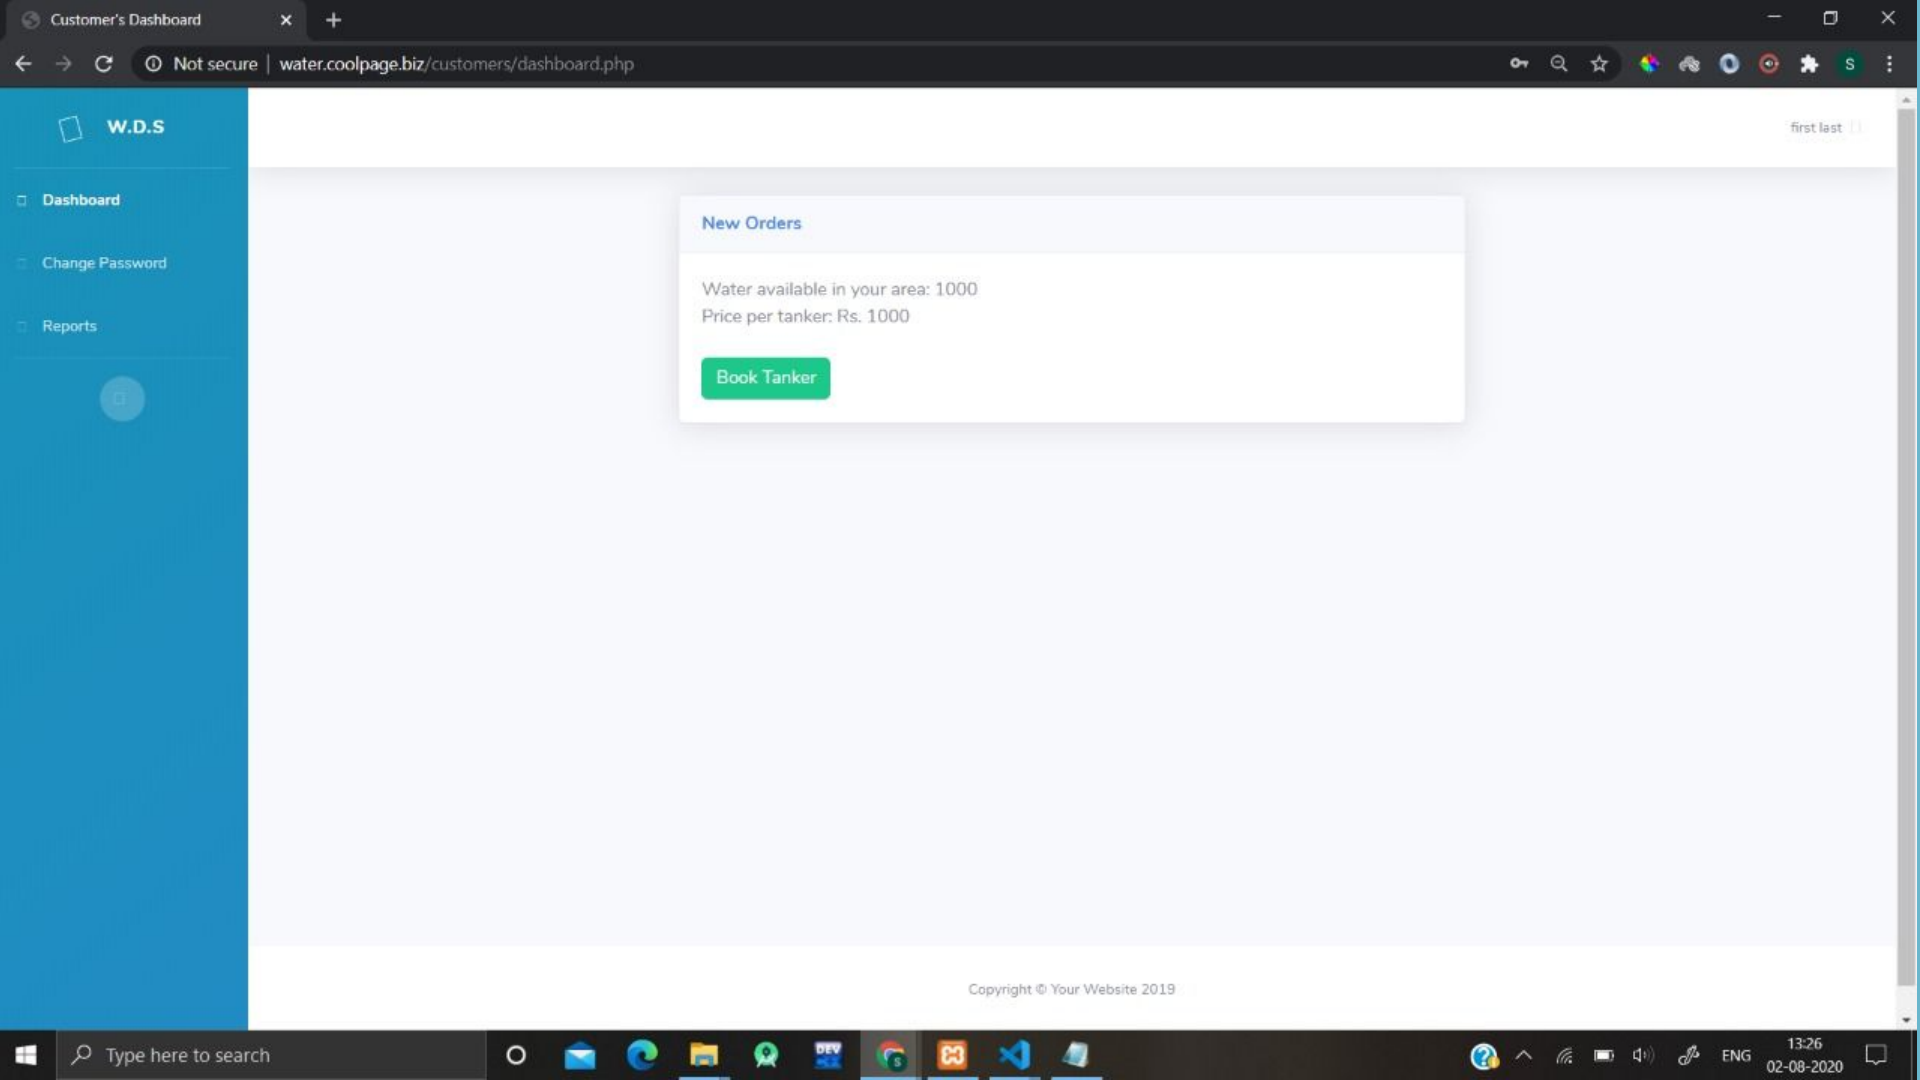 Customer's Dashboard
Not secure | water.coolpage.biz/customers/dashboard.php
S
W.D.S
first last
Dashboard
Change Password
Reports
New Orders
Water available in your area: 1000
Price per tanker: Rs. 1000
Book Tanker
Copyright © Your Website 2019
Type here to search
DEV
ENG
13:26
02-08-2020